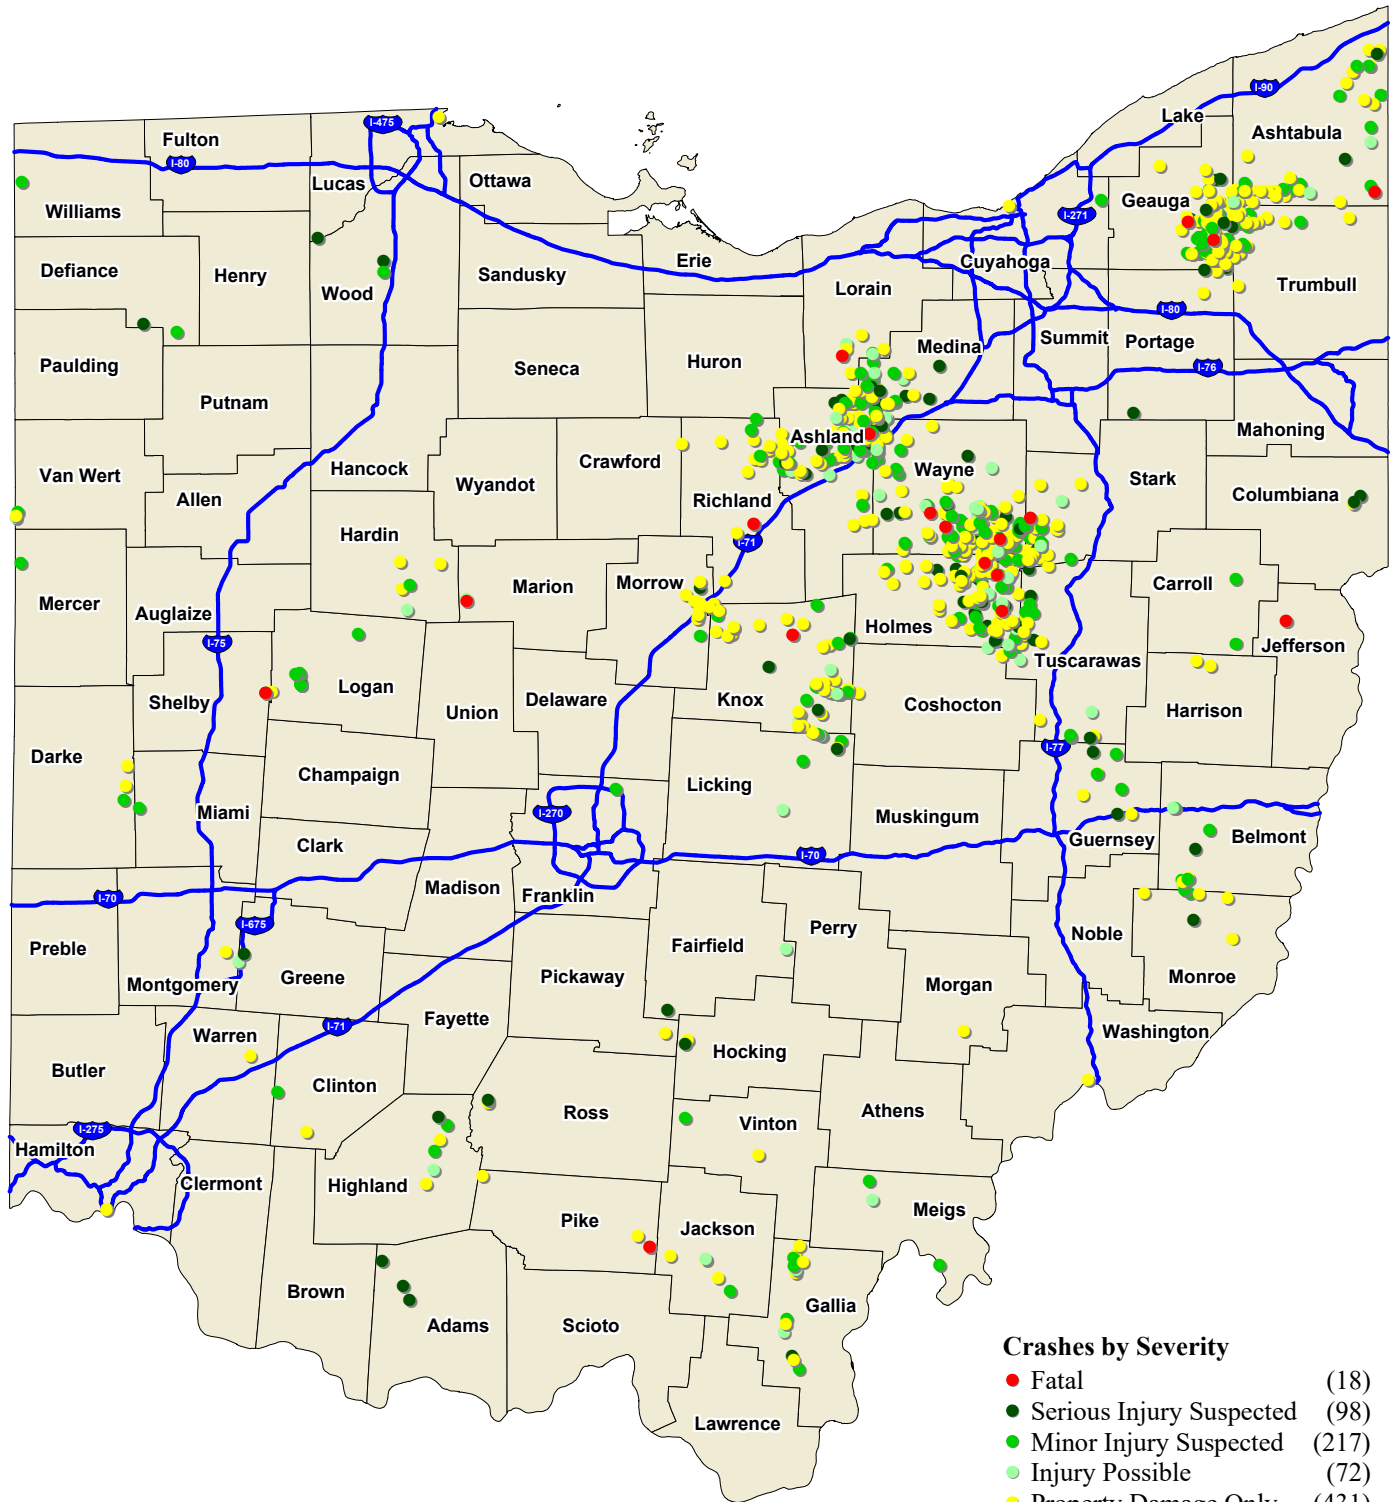 I-90
Lake
Ashtabula
I-475
Fulton
I-80
Lucas
Ottawa
Williams
Geauga
I-271
Defiance
Henry
Wood
Sandusky
Erie
Cuyahoga
Lorain
Trumbull
I-80
Paulding
Seneca
Huron
Medina
Summit
Portage
I-76
Putnam
Ashland
Mahoning
Van Wert
Allen
Hancock
Wyandot
Crawford
Richland
Wayne
Stark
Columbiana
Hardin
I-71
Mercer
Auglaize
Marion
Morrow
Holmes
Carroll
I-75
Jefferson
Tuscarawas
Shelby
Logan
Union
Delaware
Knox
Coshocton
Harrison
I-77
Darke
Champaign
Licking
Miami
I-270
Muskingum
Guernsey
Belmont
Clark
I-70
Madison
Franklin
I-70
I-675
Preble
Montgomery
Greene
Pickaway
Fairfield
Perry
Noble
Morgan
Monroe
Warren
I-71
Fayette
Washington
Butler
Clinton
Hocking
Ross
Athens
I-275
Hamilton
Vinton
Clermont
Highland
Meigs
Pike
Jackson
Brown
Adams
Scioto
Gallia
Lawrence
Crashes by Severity
Fatal (18)
Serious Injury Suspected (98)
Minor Injury Suspected (217)
Injury Possible (72)
Property Damage Only (431)